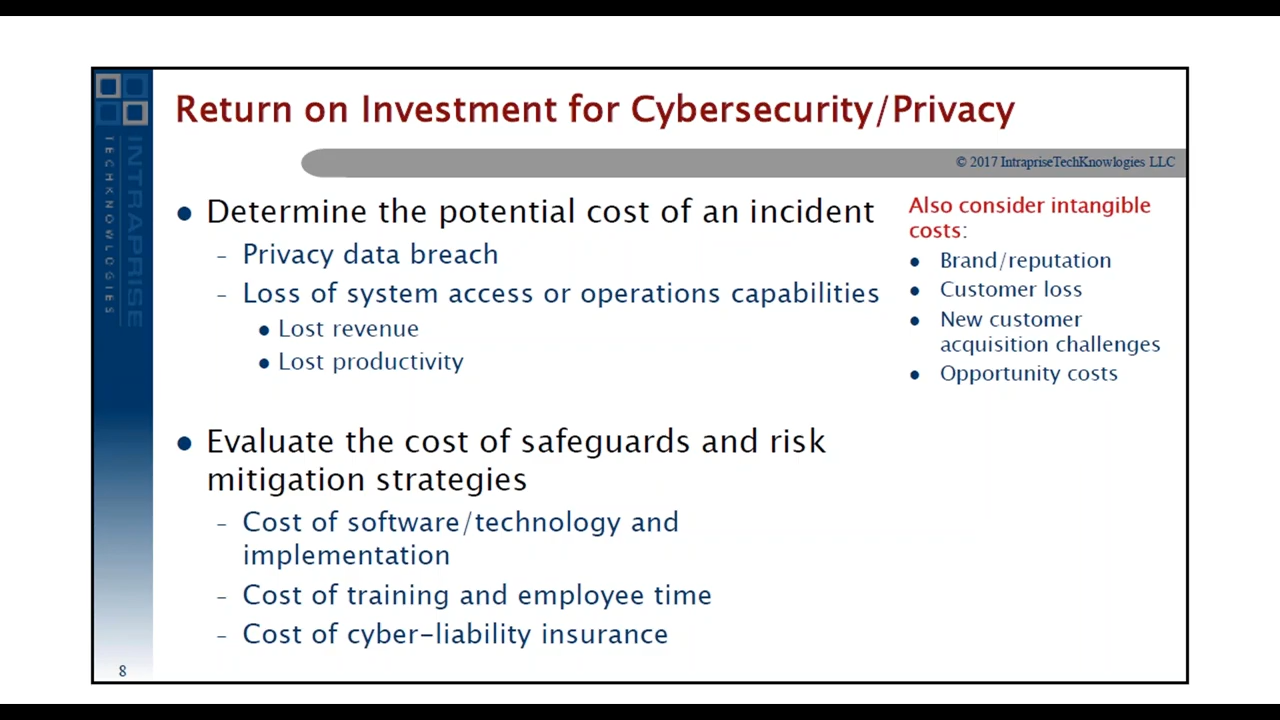 Return on Investment for Cybersecurity/Privacy
© 2017 IntrapriseTechKnowlogies LLC
INTRAPRISE
TECHKNOWLOGIES
● Determine the potential cost of an incident
– Privacy data breach
– Loss of system access or operations capabilities
● Lost revenue
● Lost productivity
● Evaluate the cost of safeguards and risk
mitigation strategies
– Cost of software/technology and
implementation
– Cost of training and employee time
– Cost of cyber-liability insurance
Also consider intangible
costs:
● Brand/reputation
● Customer loss
● New customer
acquisition challenges
● Opportunity costs
8